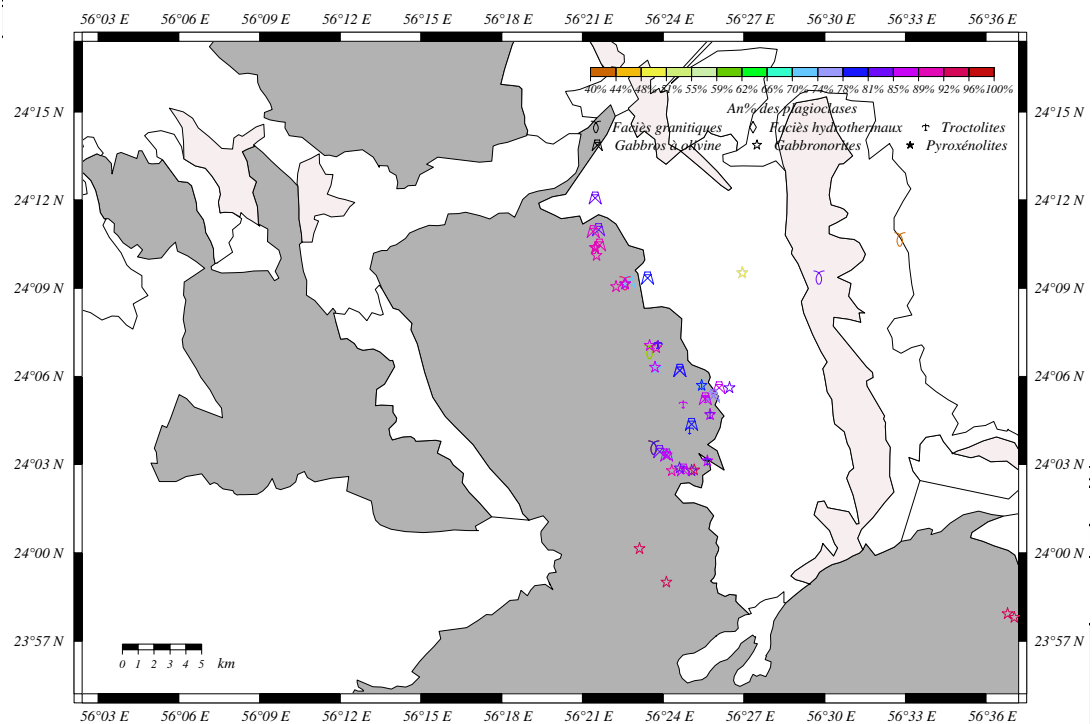 56°03 E 56°06 E 56°09 E 56°12 E 56°15 E 56°18 E 56°21 E 56°24 E 56°27 E 56°30 E 56°33 E 56°36 E
40% 44% 48% 51% 55% 59% 62% 66% 70% 74% 78% 81% 85% 89% 92% 96% 100%
An% des plagioclases
24°15 N 24°15 N
Faciès granitiques Faciès hydrothermaux Troctolites
Gabbros à olivine Gabbronorites Pyroxénolites
24°12 N 24°12 N
24°09 N 24°09 N
24°06 N 24°06 N
24°03 N 24°03 N
24°00 N 24°00 N
23°57 N 23°57 N
0 1 2 3 4 5 km
56°03 E 56°06 E 56°09 E 56°12 E 56°15 E 56°18 E 56°21 E 56°24 E 56°27 E 56°30 E 56°33 E 56°36 E